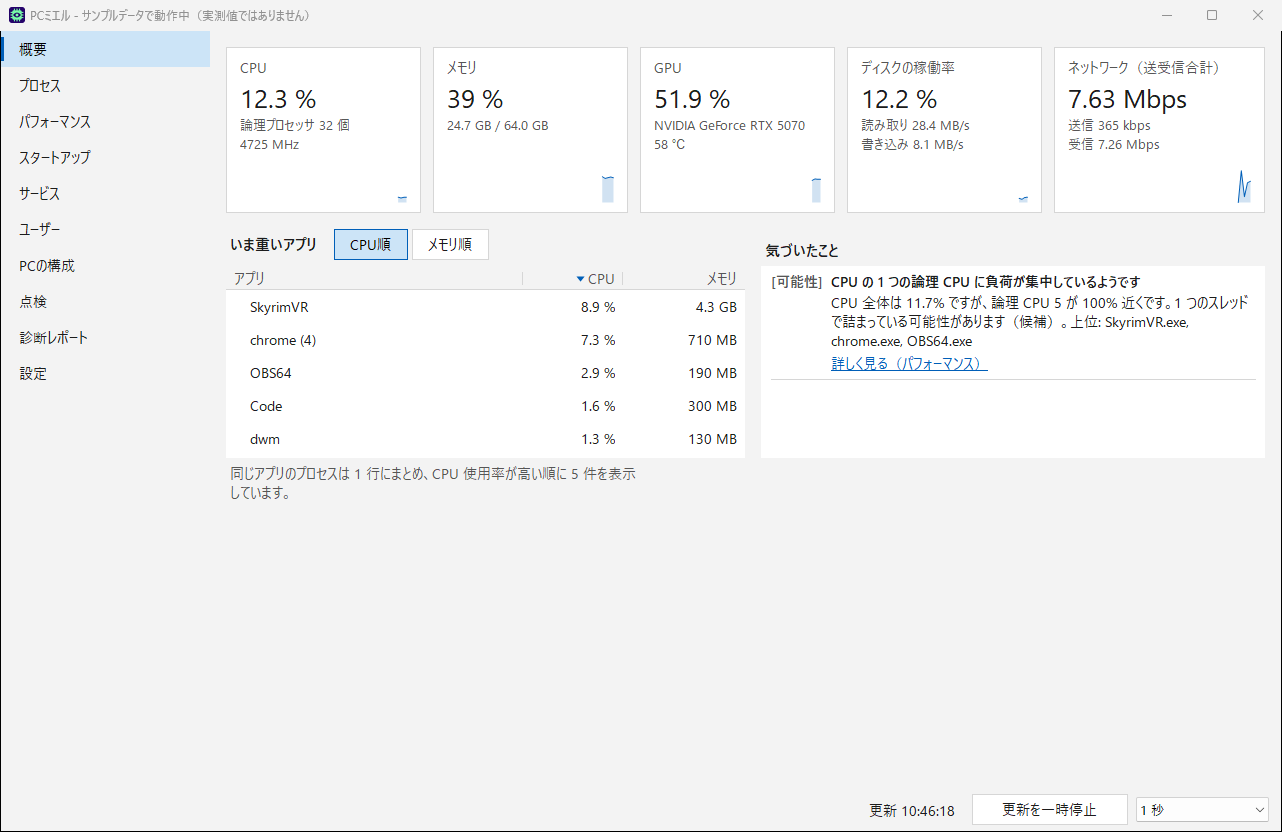 PCミエル - サンプルデータで動作中（実測値ではありません）
概要
プロセス
パフォーマンス
スタートアップ
サービス
ユーザー
PCの構成
点検
診断レポート
設定
CPU
12.3 %
論理プロセッサ 32 個
4725 MHz
メモリ
39 %
24.7 GB / 64.0 GB
GPU
51.9 %
NVIDIA GeForce RTX 5070
58 ℃
ディスクの稼働率
12.2 %
読み取り 28.4 MB/s
書き込み 8.1 MB/s
ネットワーク（送受信合計）
7.63 Mbps
送信 365 kbps
受信 7.26 Mbps
いま重いアプリ CPU順 メモリ順
アプリ CPU メモリ
SkyrimVR 8.9 % 4.3 GB
chrome (4) 7.3 % 710 MB
OBS64 2.9 % 190 MB
Code 1.6 % 300 MB
dwm 1.3 % 130 MB
同じアプリのプロセスは 1 行にまとめ、CPU 使用率が高い順に 5 件を表示
しています。
気づいたこと
[可能性] CPU の 1 つの論理 CPU に負荷が集中しているようです
CPU 全体は 11.7% ですが、論理 CPU 5 が 100% 近くです。1 つのスレッド
で詰まっている可能性があります（候補）。上位: SkyrimVR.exe,
chrome.exe, OBS64.exe
詳しく見る（パフォーマンス）
更新 10:46:18 更新を一時停止 1 秒